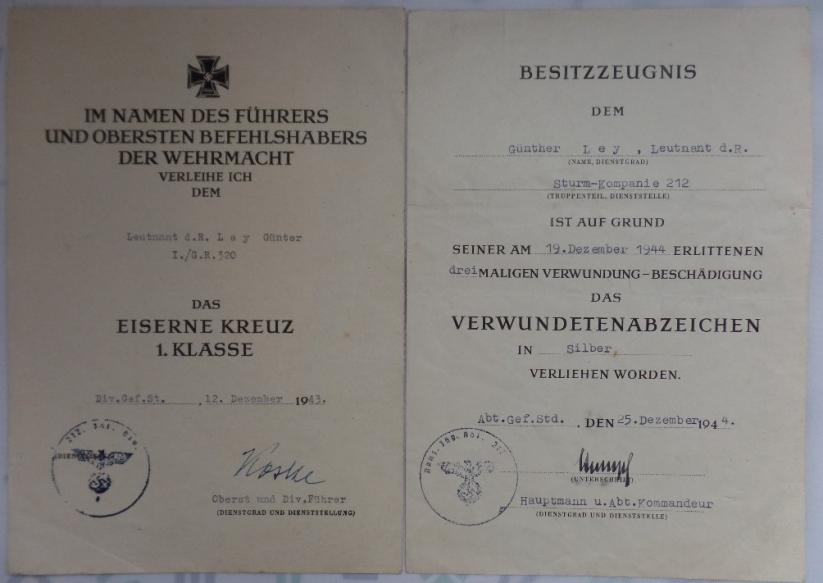 IM NAMEN DES FÜHRERS
UND OBERSTEN BEFEHLSHABERS
DER WEHRMACHT
VERLEIHE ICH
DEM
Leutnant d.R. L e y Günter
I./G.R.320
DAS
EISERNE KREUZ
1. KLASSE
Div.Gef.St. , 12. Dezember 1943.
Oberst und Div.Führer
(DIENSTGRAD UND DIENSTSTELLUNG)
BESITZZEUGNIS
DEM
Günther L e y , Leutnant d.R.
(NAME, DIENSTGRAD)
Sturm-Kompanie 212
(TRUPPENTEIL, DIENSTSTELLE)
IST AUF GRUND
SEINER AM 19.Dezember 1944 ERLITTENEN
drei MALIGEN VERWUNDUNG-BESCHÄDIGUNG
DAS
VERWUNDETENABZEICHEN
IN Silber
VERLIEHEN WORDEN.
Abt.Gef.Std. , DEN 25.Dezember 1944.
(UNTERSCHRIFT)
Hauptmann u.Abt.Kommandeur
(DIENSTGRAD UND DIENSTSTELLE)